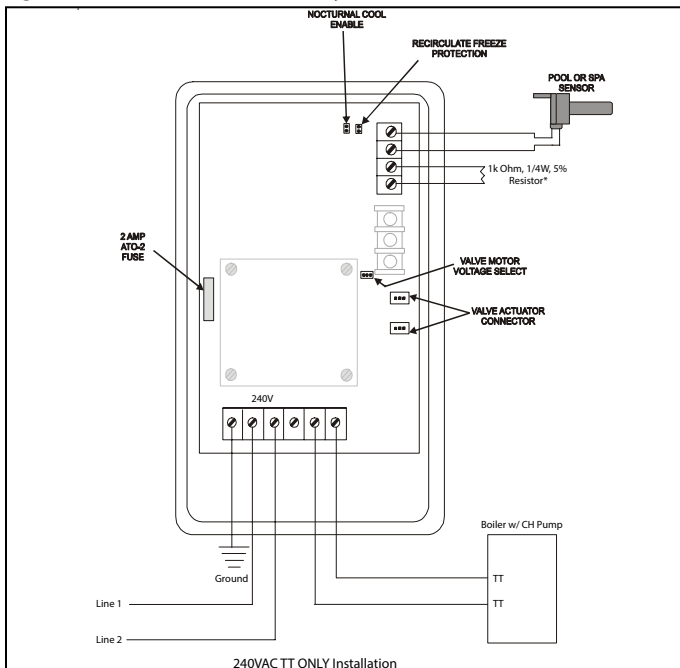 NOCTURNAL COOL
ENABLE
RECIRCULATE FREEZE
PROTECTION
POOL OR SPA
SENSOR
1k Ohm, 1/4W, 5%
Resistor*
2 AMP
ATO-2
FUSE
VALVE MOTOR
VOLTAGE SELECT
VALVE ACTUATOR
CONNECTOR
240V
Boiler w/ CH Pump
Ground
TT
Line 1
TT
Line 2
240VAC TT ONLY Installation